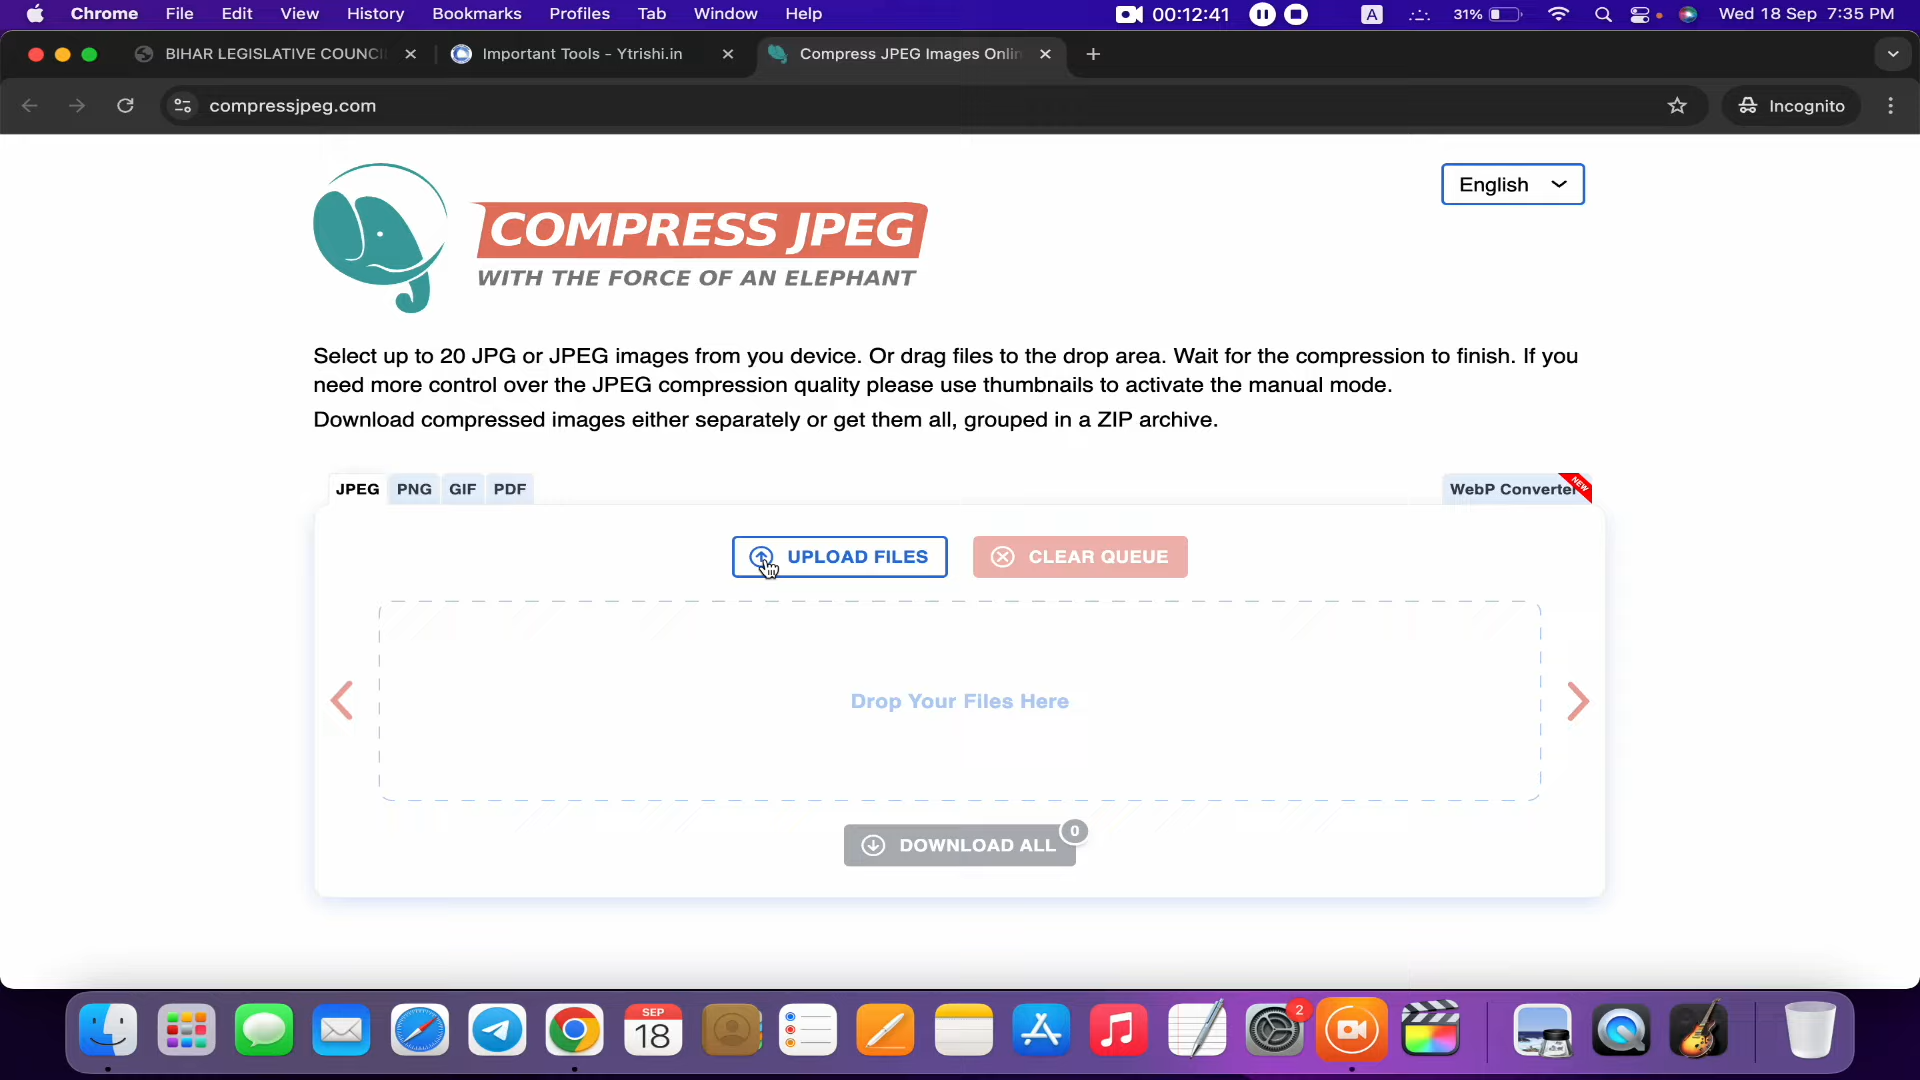 Chrome File Edit View History Bookmarks Profiles Tab Window Help 00:12:41 A 31% Wed 18 Sep 7:35 PM
BIHAR LEGISLATIVE COUNCI Important Tools - Ytrishi.in Compress JPEG Images Onlin
compressjpeg.com Incognito
English
COMPRESS JPEG
WITH THE FORCE OF AN ELEPHANT
Select up to 20 JPG or JPEG images from you device. Or drag files to the drop area. Wait for the compression to finish. If you
need more control over the JPEG compression quality please use thumbnails to activate the manual mode.
Download compressed images either separately or get them all, grouped in a ZIP archive.
JPEG PNG GIF PDF WebP Converter NEW
UPLOAD FILES CLEAR QUEUE
Drop Your Files Here
DOWNLOAD ALL 0
SEP
18
2